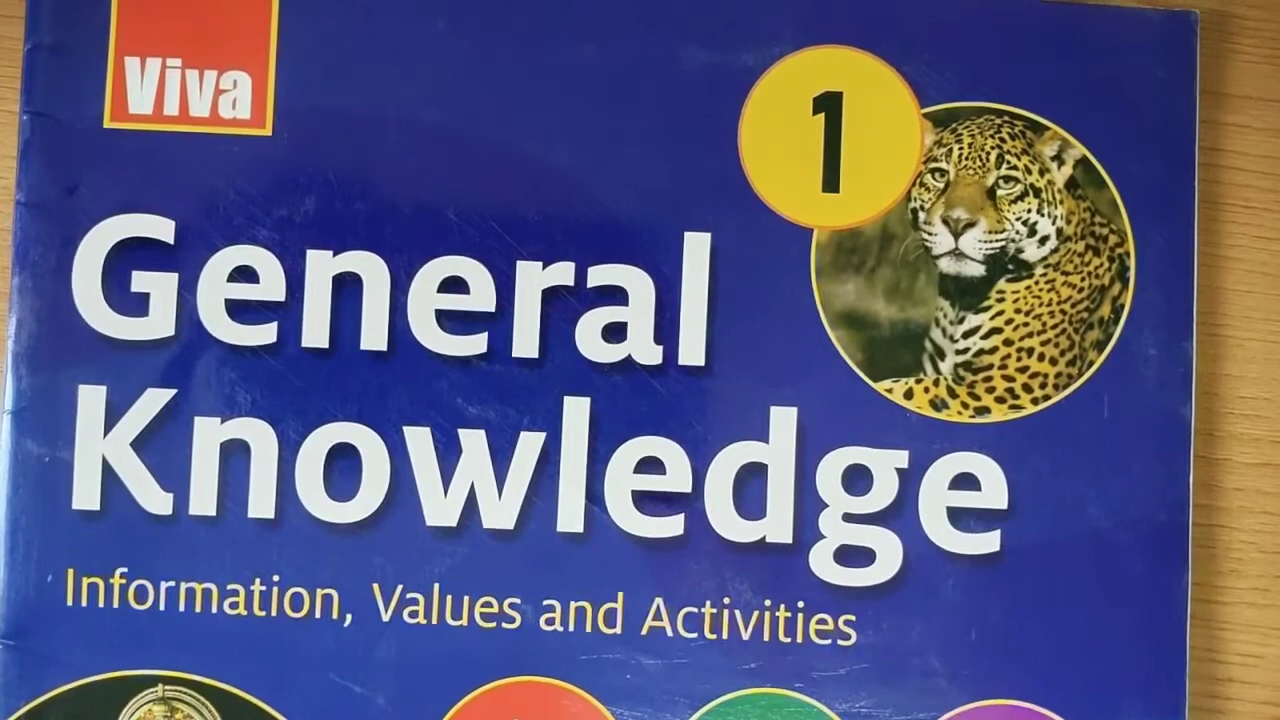 Viva
1
General
Knowledge
Information, Values and Activities